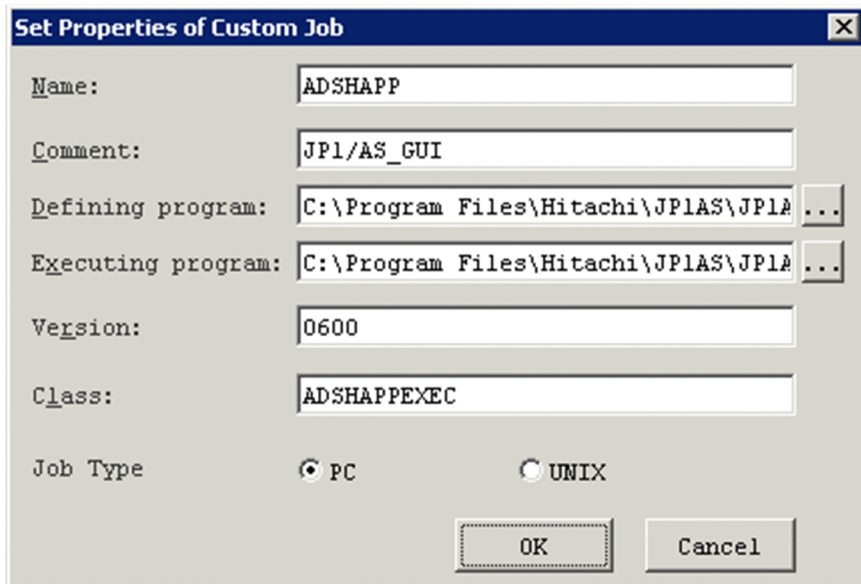 Set Properties of Custom Job
Name: ADSHAPP
Comment: JP1/AS_GUI
Defining program: C:\Program Files\Hitachi\JP1AS\JP1A ...
Executing program: C:\Program Files\Hitachi\JP1AS\JP1A ...
Version: 0600
Class: ADSHAPPEXEC
Job Type PC UNIX
OK Cancel